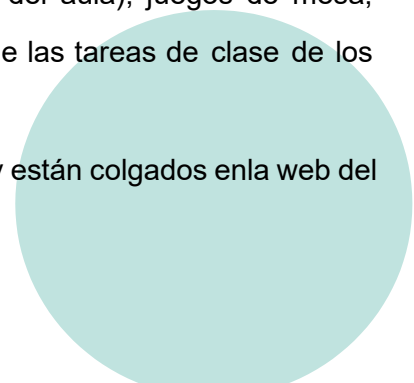 del aula), juegos de mesa,
e las tareas de clase de los
están colgados enla web del